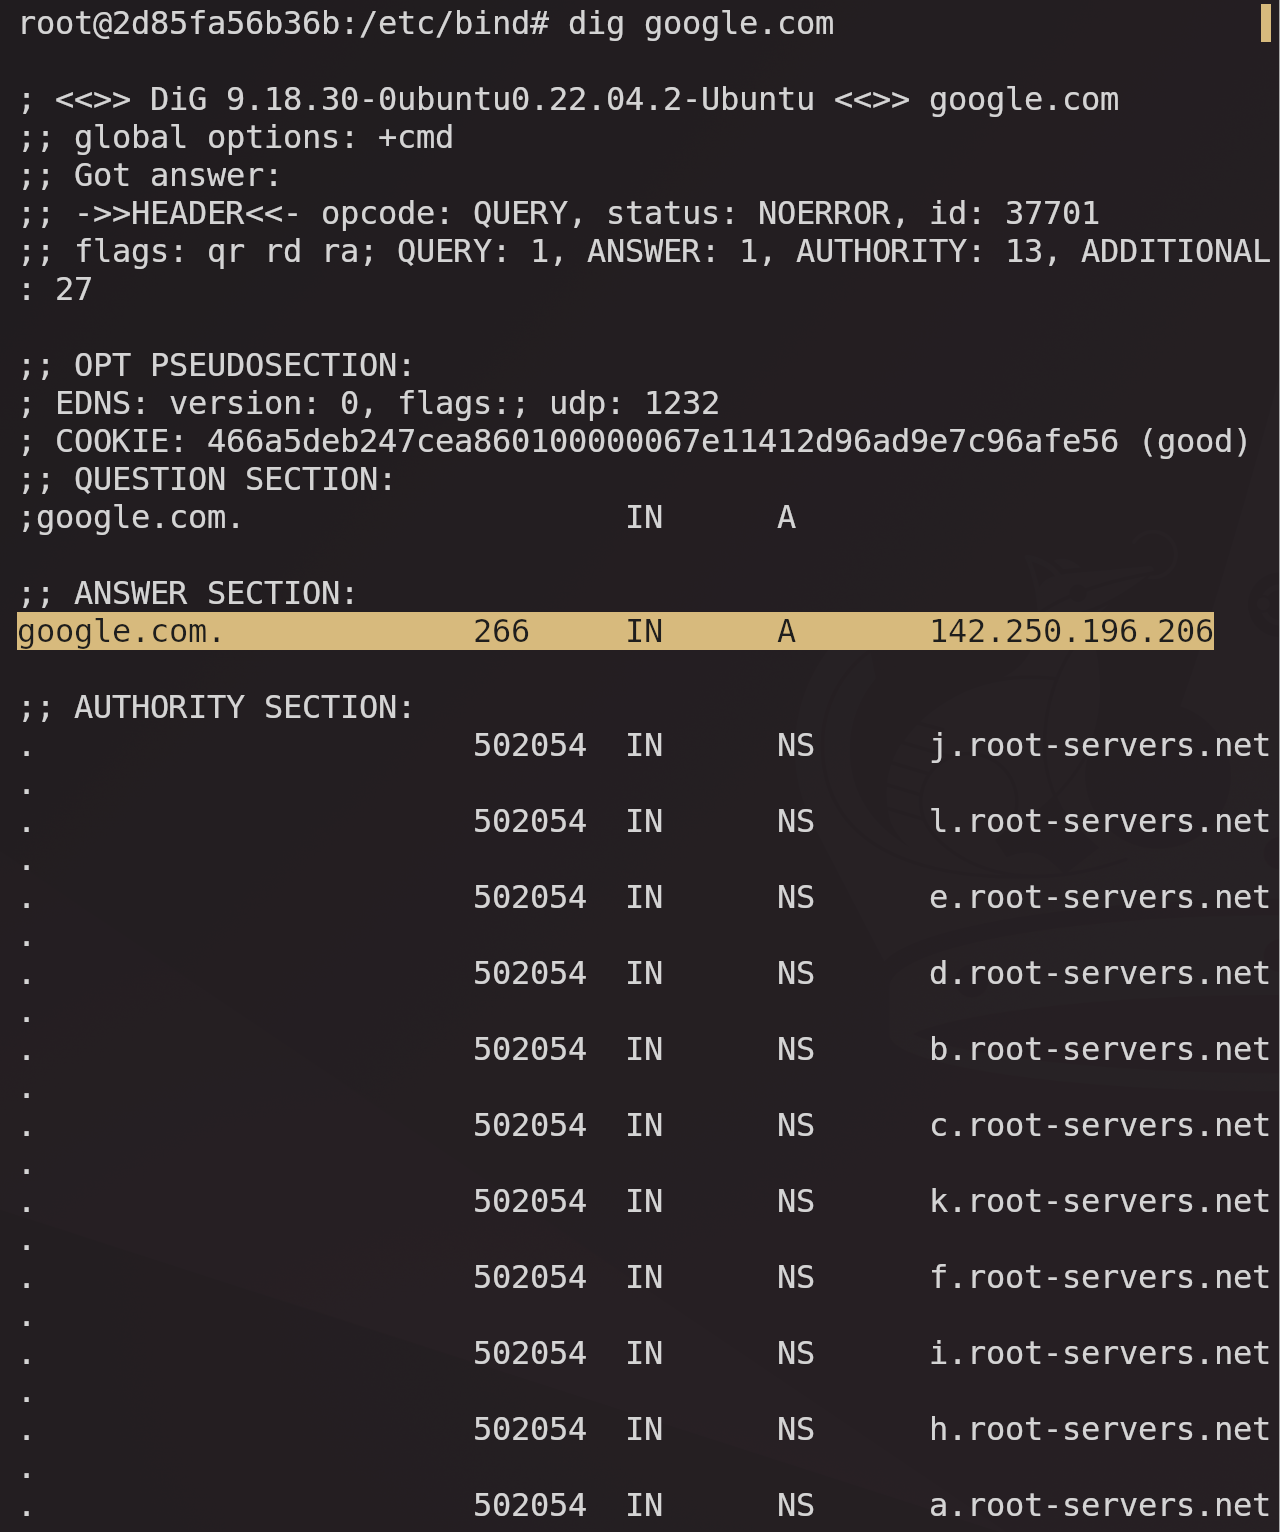 root@2d85fa56b36b:/etc/bind# dig google.com
; <<>> DiG 9.18.30-0ubuntu0.22.04.2-Ubuntu <<>> google.com
;; global options: +cmd
;; Got answer:
;; ->>HEADER<<- opcode: QUERY, status: NOERROR, id: 37701
;; flags: qr rd ra; QUERY: 1, ANSWER: 1, AUTHORITY: 13, ADDITIONAL
: 27
;; OPT PSEUDOSECTION:
; EDNS: version: 0, flags:; udp: 1232
; COOKIE: 466a5deb247cea860100000067e11412d96ad9e7c96afe56 (good)
;; QUESTION SECTION:
;google.com. IN A
;; ANSWER SECTION:
google.com. 266 IN A 142.250.196.206
;; AUTHORITY SECTION:
. 502054 IN NS j.root-servers.net
.
. 502054 IN NS l.root-servers.net
.
. 502054 IN NS e.root-servers.net
.
. 502054 IN NS d.root-servers.net
.
. 502054 IN NS b.root-servers.net
.
. 502054 IN NS c.root-servers.net
.
. 502054 IN NS k.root-servers.net
.
. 502054 IN NS f.root-servers.net
.
. 502054 IN NS i.root-servers.net
.
. 502054 IN NS h.root-servers.net
.
. 502054 IN NS a.root-servers.net